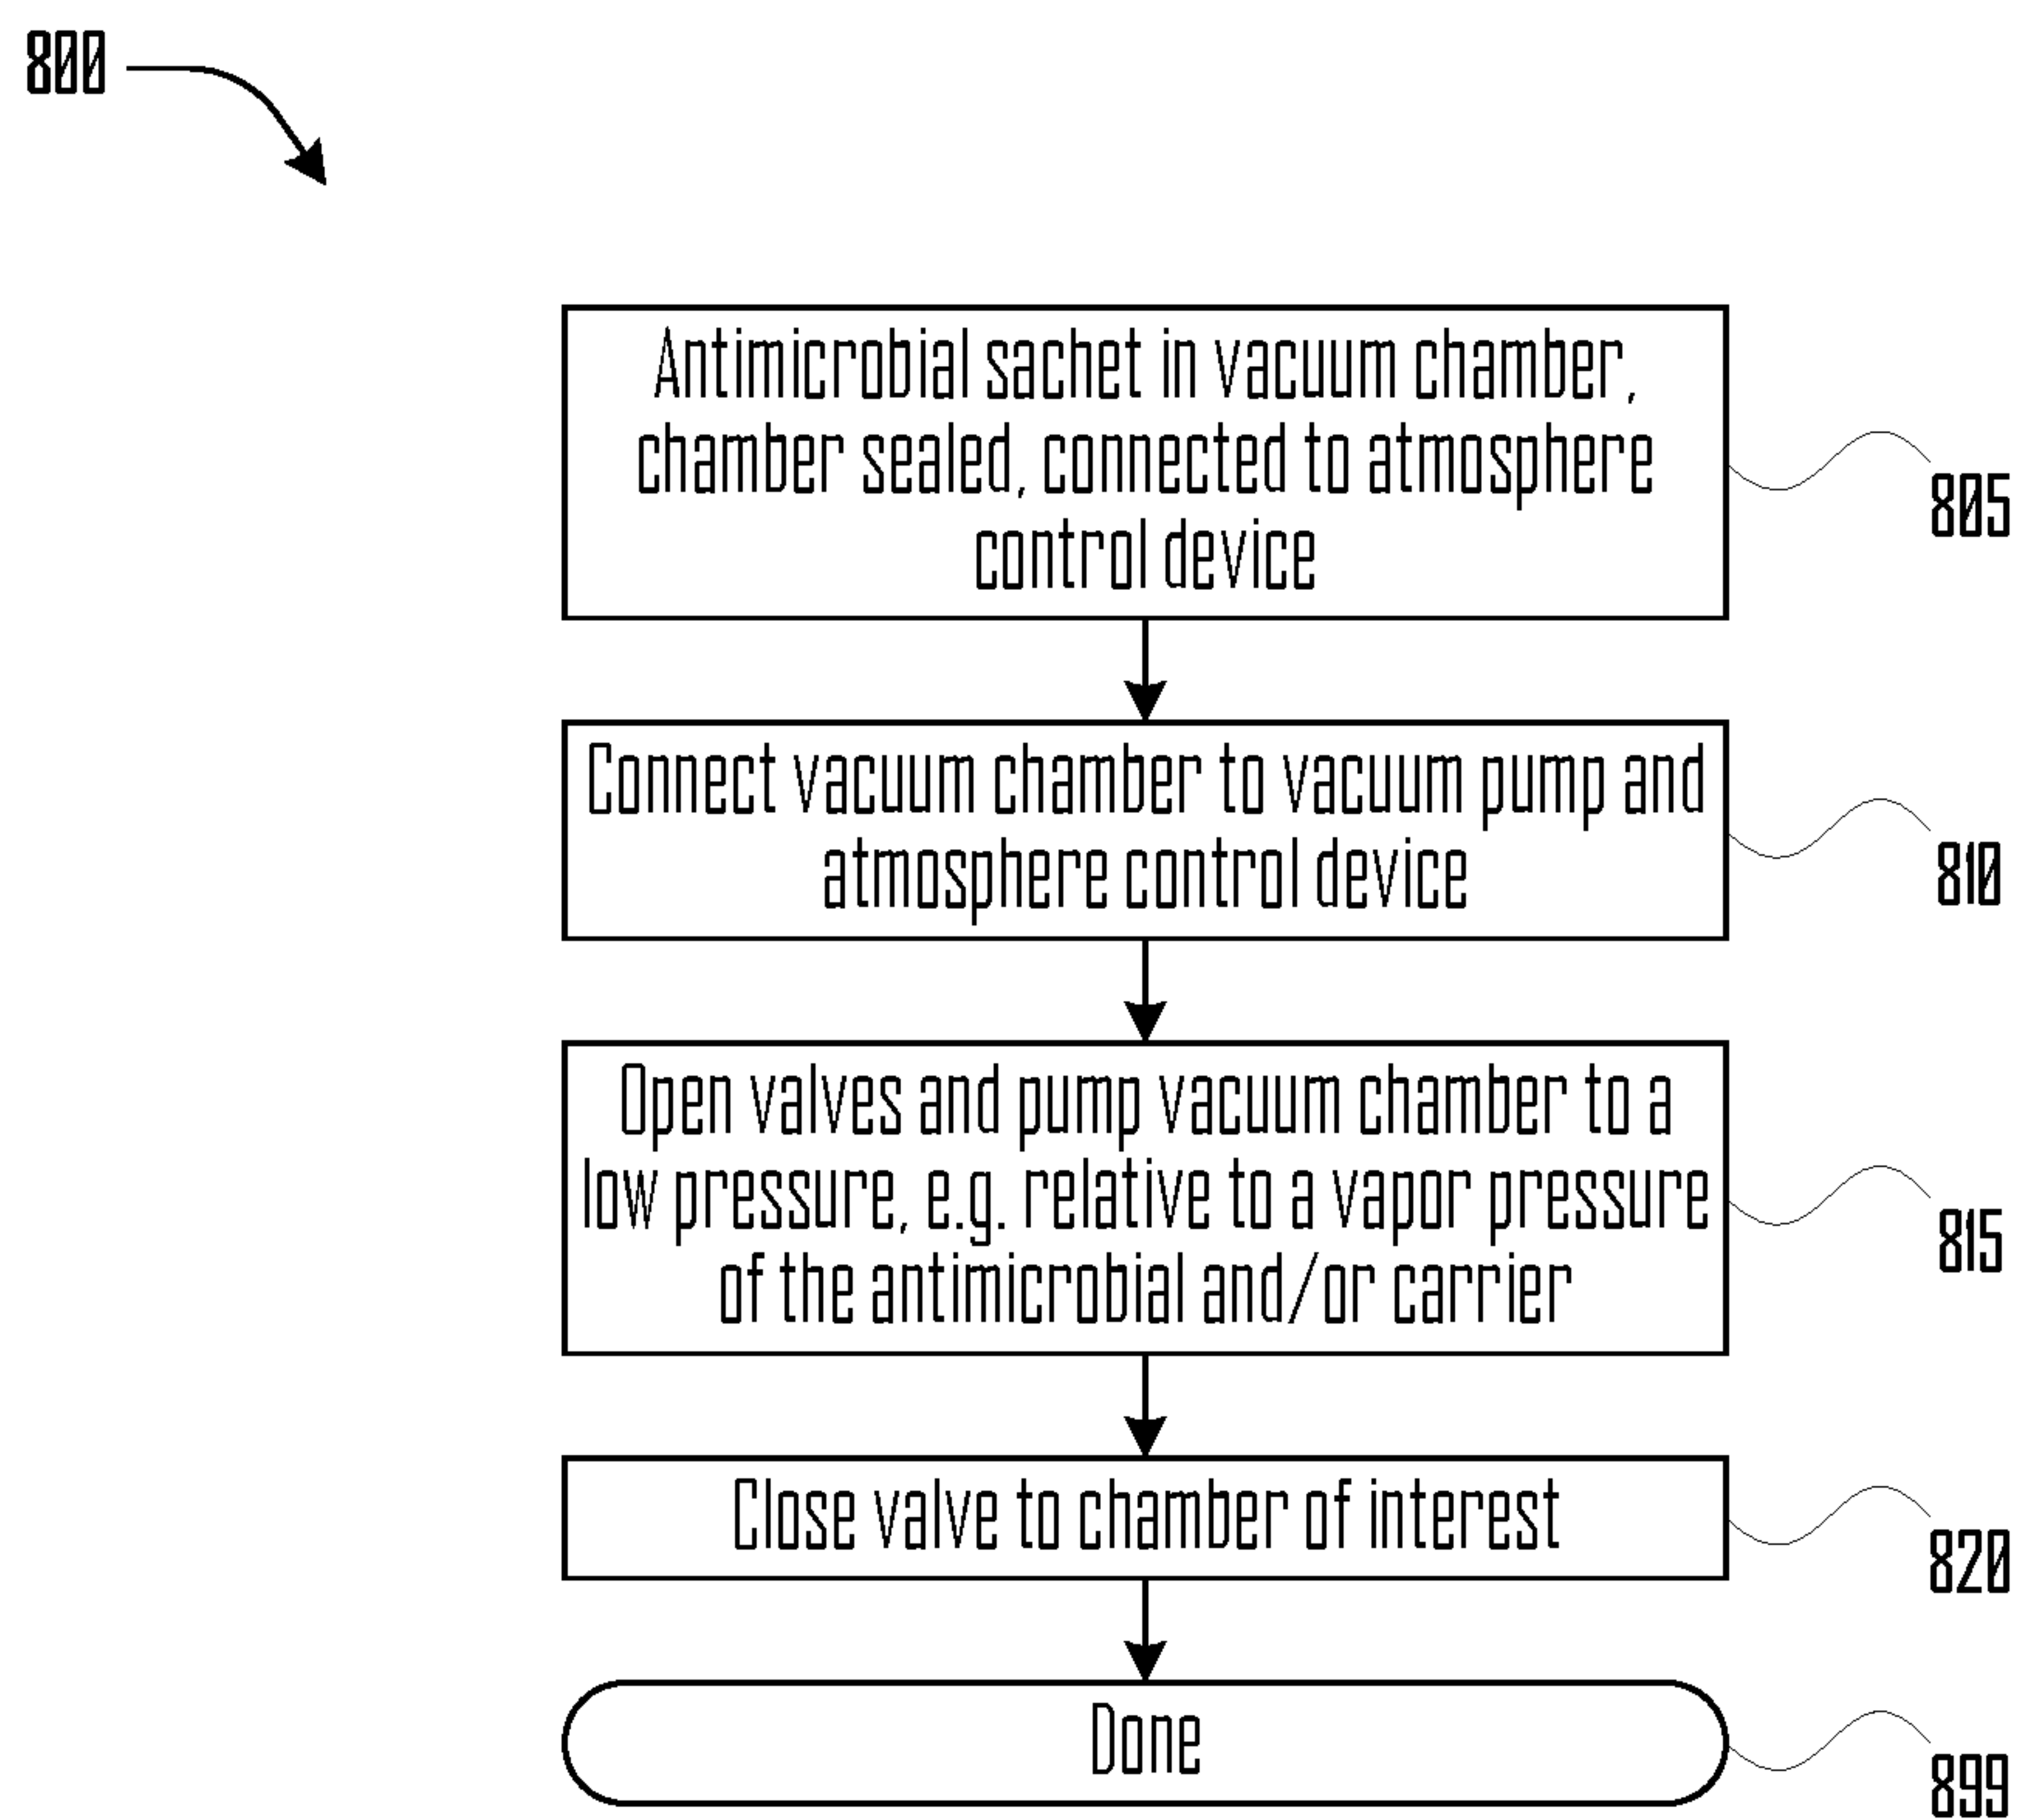 800
Antimicrobial sachet in vacuum chamber,
chamber sealed, connected to atmosphere
control device
805
Connect vacuum chamber to vacuum pump and
atmosphere control device
810
Open valves and pump vacuum chamber to a
low pressure, e.g. relative to a vapor pressure
of the antimicrobial and/or carrier
815
Close valve to chamber of interest
820
Done
899